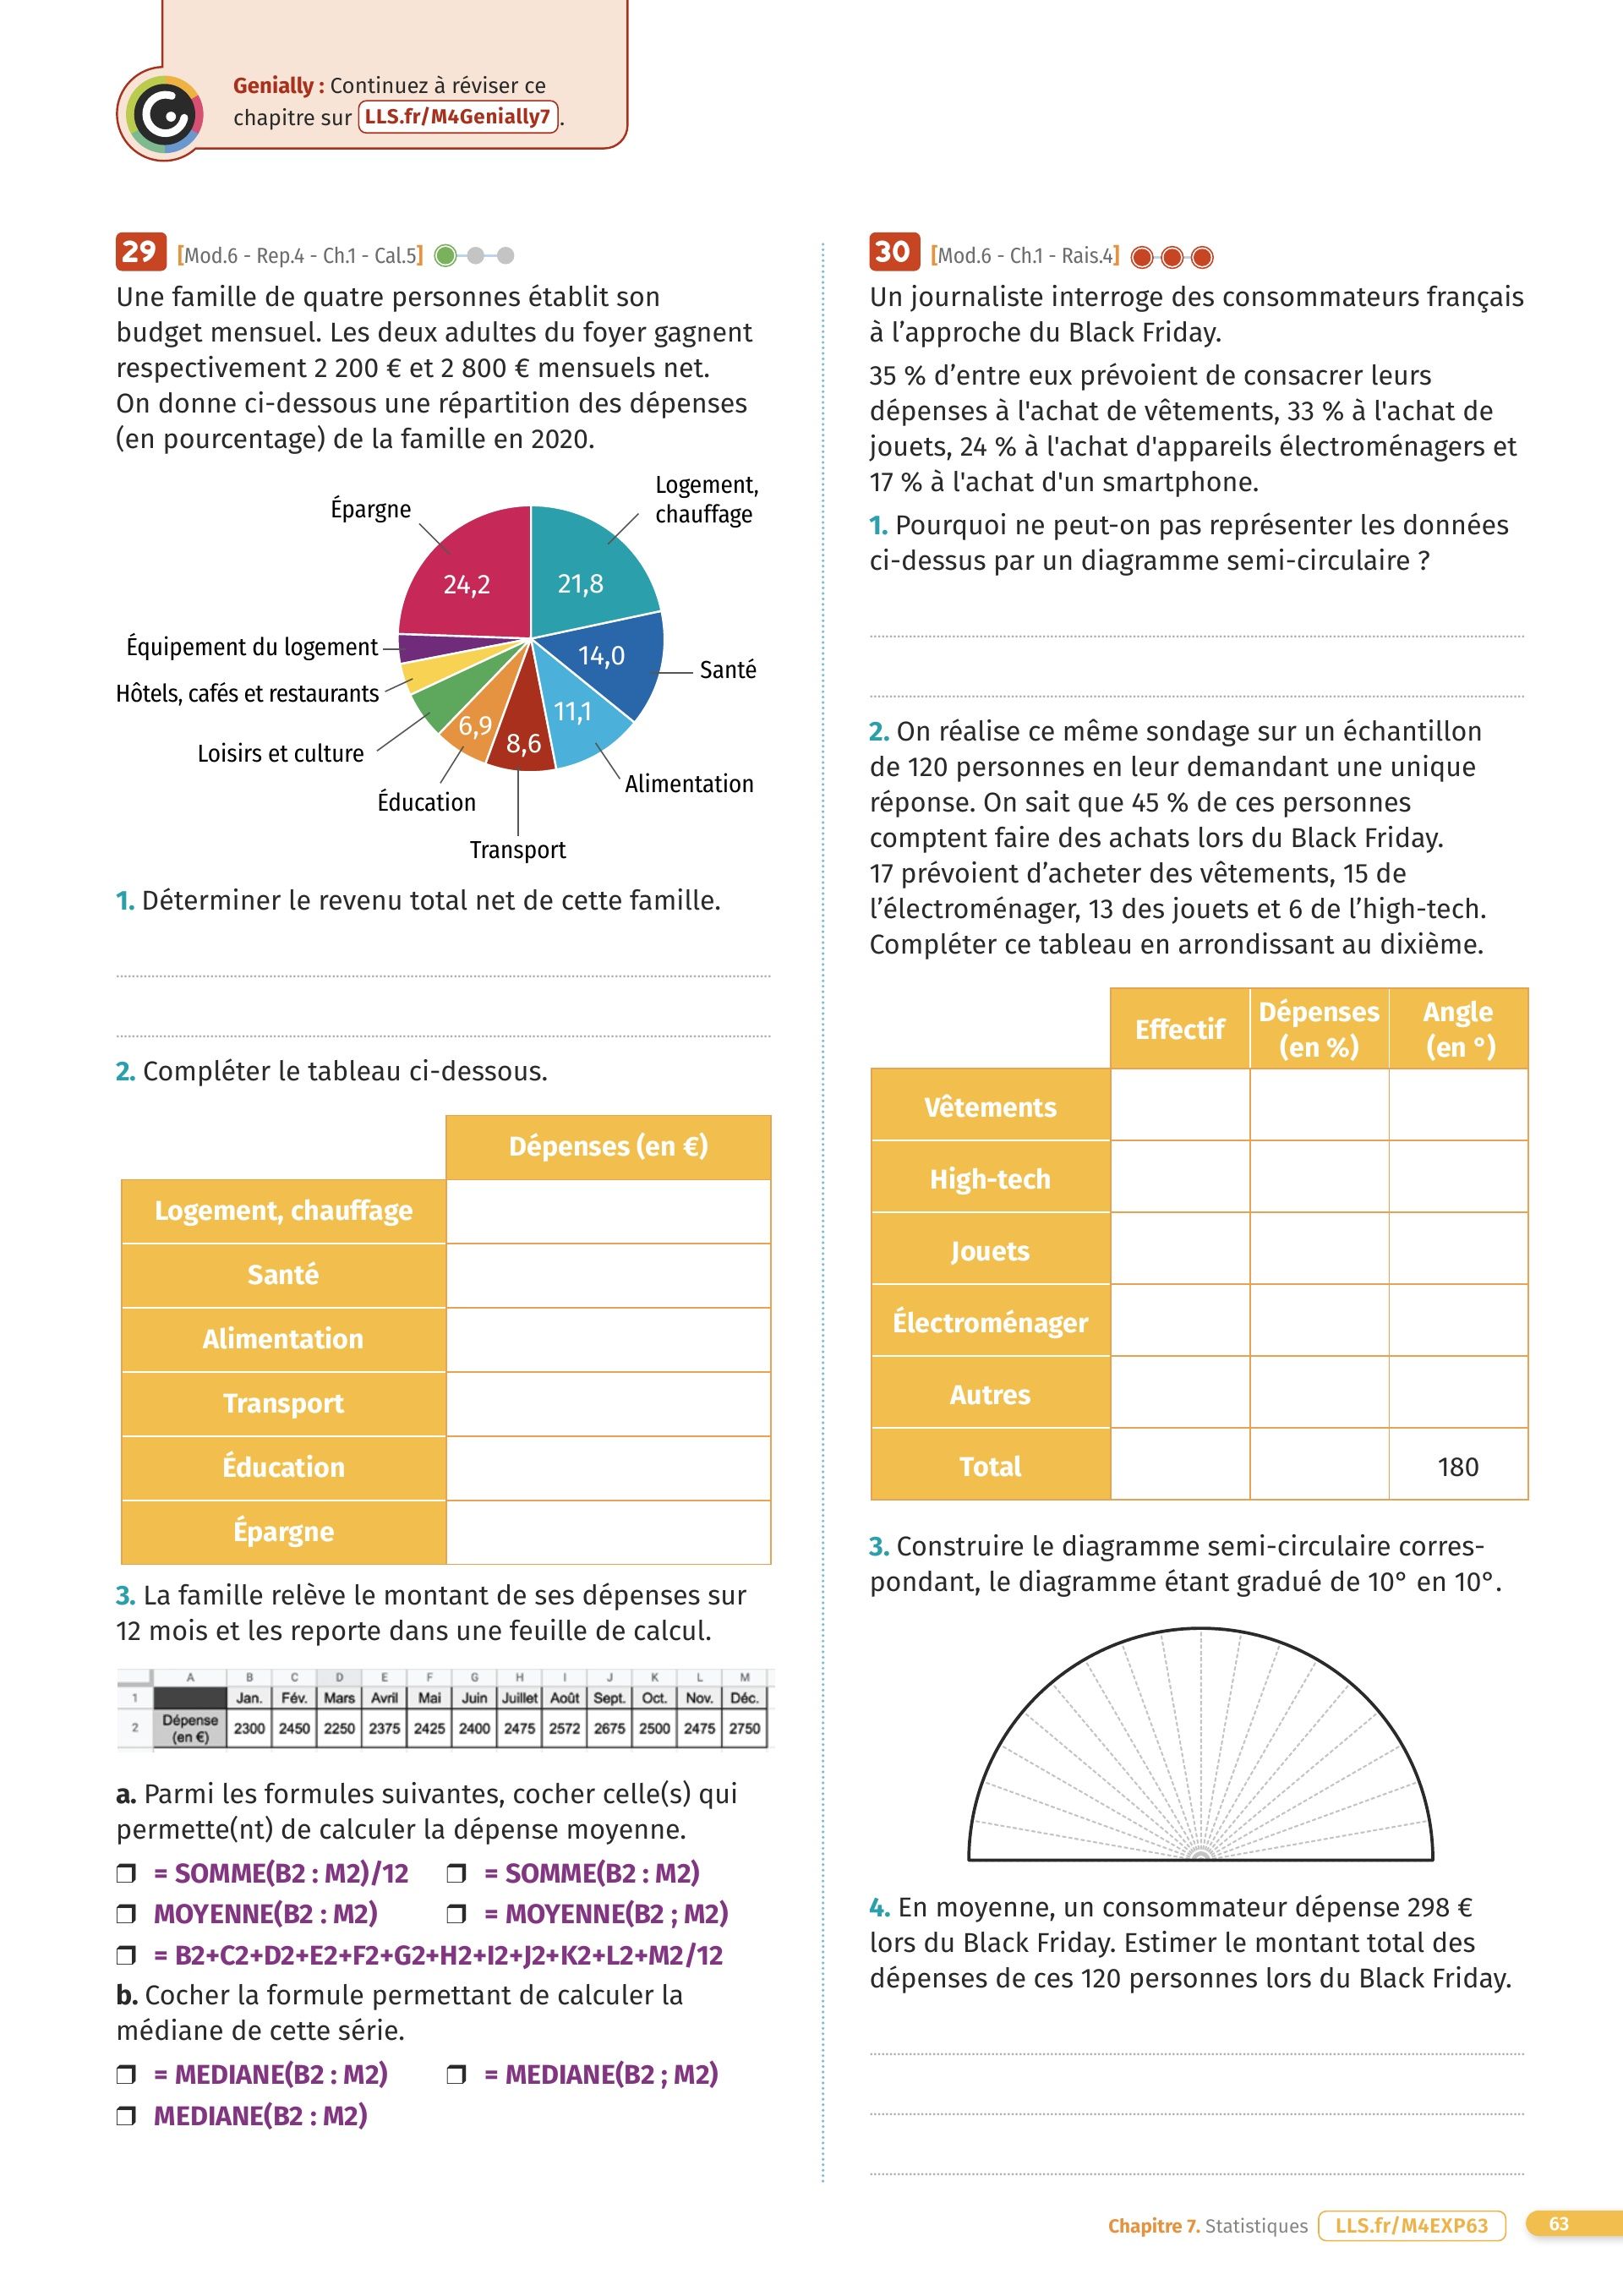 Genially : Continuez à réviser ce
chapitre sur LLS.fr/M4Genially7 .
29 [Mod.6 - Rep.4 - Ch.1 - Cal.5]
Une famille de quatre personnes établit son
budget mensuel. Les deux adultes du foyer gagnent
respectivement 2 200 € et 2 800 € mensuels net.
On donne ci-dessous une répartition des dépenses
(en pourcentage) de la famille en 2020.
Logement,
chauffage
Épargne
24,2
21,8
Équipement du logement
14,0
Santé
Hôtels, cafés et restaurants
11,1
6,9
8,6
Loisirs et culture
Alimentation
Éducation
Transport
1. Déterminer le revenu total net de cette famille.
2. Compléter le tableau ci-dessous.
Dépenses (en €)
Logement, chauffage
Santé
Alimentation
Transport
Éducation
Épargne
3. La famille relève le montant de ses dépenses sur
12 mois et les reporte dans une feuille de calcul.
A B C D E F G H I J K L M
1 Jan. Fév. Mars Avril Mai Juin Juillet Août Sept. Oct. Nov. Déc.
2 Dépense (en €) 2300 2450 2250 2375 2425 2400 2475 2572 2675 2500 2475 2750
a. Parmi les formules suivantes, cocher celle(s) qui
permette(nt) de calculer la dépense moyenne.
❒ = SOMME(B2 : M2)/12 ❒ = SOMME(B2 : M2)
❒ MOYENNE(B2 : M2) ❒ = MOYENNE(B2 ; M2)
❒ = B2+C2+D2+E2+F2+G2+H2+I2+J2+K2+L2+M2/12
b. Cocher la formule permettant de calculer la
médiane de cette série.
❒ = MEDIANE(B2 : M2) ❒ = MEDIANE(B2 ; M2)
❒ MEDIANE(B2 : M2)
30 [Mod.6 - Ch.1 - Rais.4]
Un journaliste interroge des consommateurs français
à l’approche du Black Friday.
35 % d’entre eux prévoient de consacrer leurs
dépenses à l'achat de vêtements, 33 % à l'achat de
jouets, 24 % à l'achat d'appareils électroménagers et
17 % à l'achat d'un smartphone.
1. Pourquoi ne peut-on pas représenter les données
ci-dessus par un diagramme semi-circulaire ?
2. On réalise ce même sondage sur un échantillon
de 120 personnes en leur demandant une unique
réponse. On sait que 45 % de ces personnes
comptent faire des achats lors du Black Friday.
17 prévoient d’acheter des vêtements, 15 de
l’électroménager, 13 des jouets et 6 de l’high-tech.
Compléter ce tableau en arrondissant au dixième.
Effectif Dépenses (en %) Angle (en °)
Vêtements
High-tech
Jouets
Électroménager
Autres
Total 180
3. Construire le diagramme semi-circulaire corres-
pondant, le diagramme étant gradué de 10° en 10°.
4. En moyenne, un consommateur dépense 298 €
lors du Black Friday. Estimer le montant total des
dépenses de ces 120 personnes lors du Black Friday.
Chapitre 7. Statistiques LLS.fr/M4EXP63 63